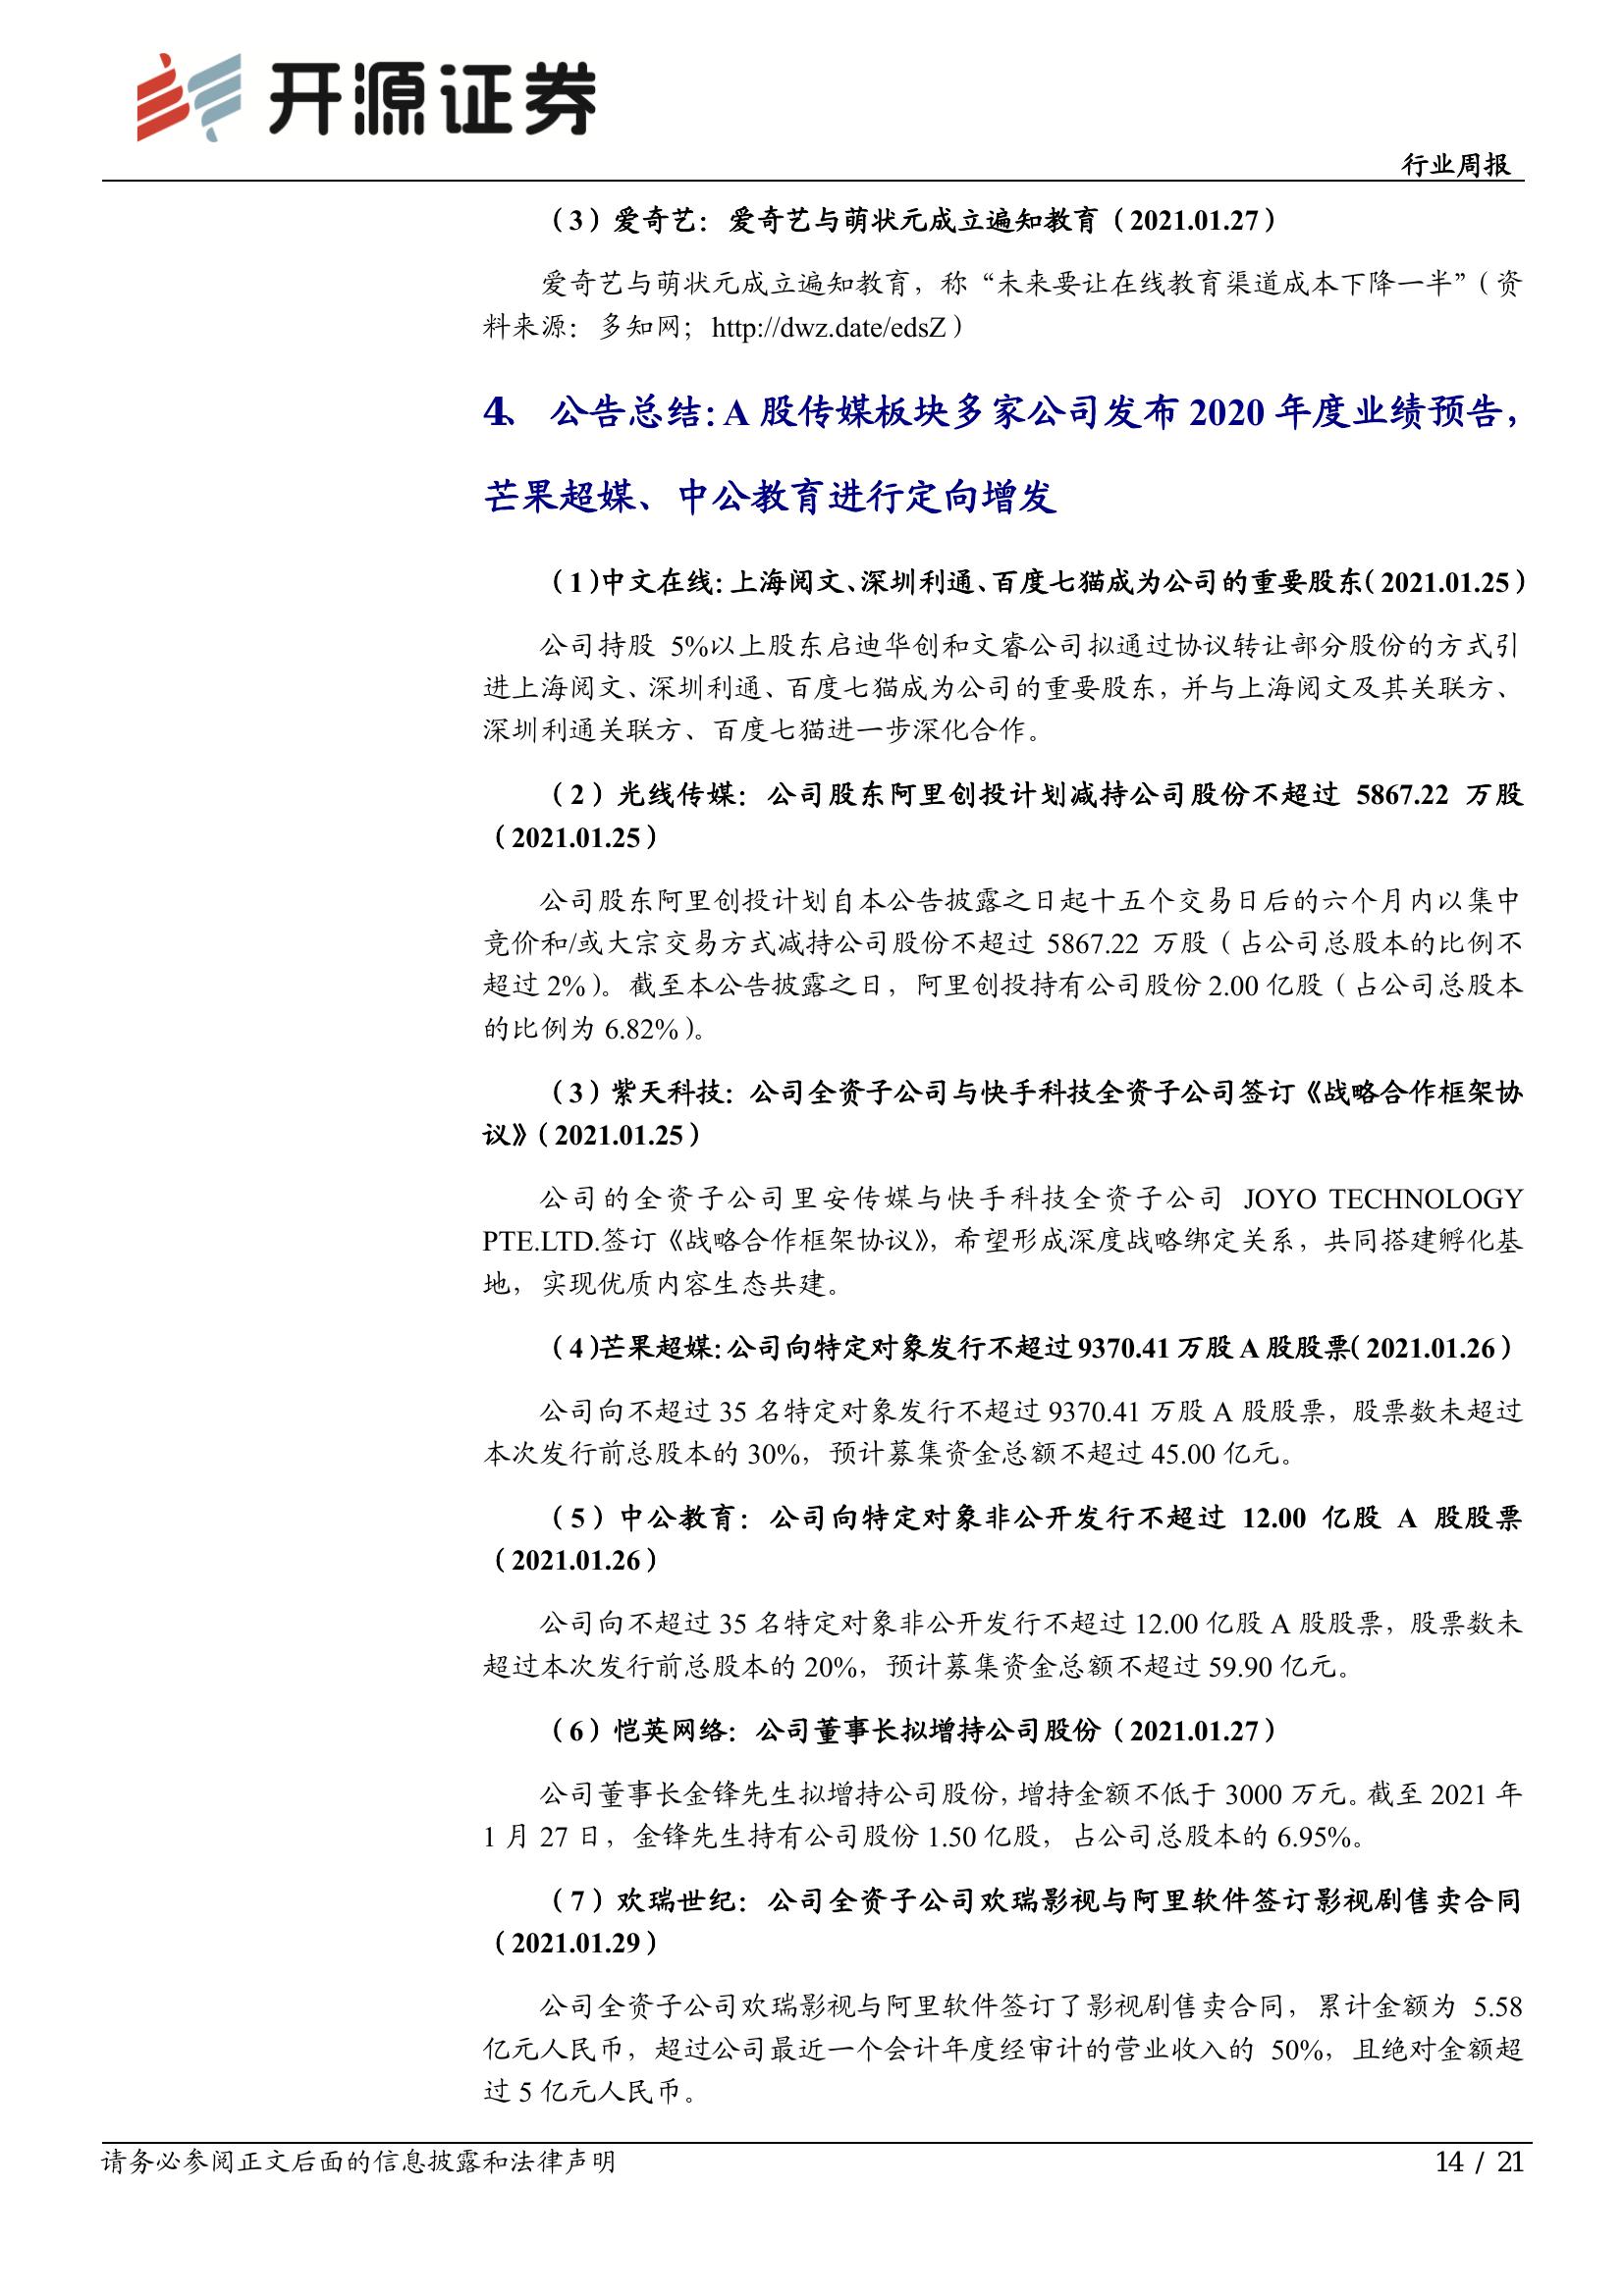 开源证券
行业周报
（3）爱奇艺：爱奇艺与萌状元成立遍知教育（2021.01.27）
爱奇艺与萌状元成立遍知教育，称“未来要让在线教育渠道成本下降一半”（资
料来源：多知网；http://dwz.date/edsZ）
4、 公告总结：A 股传媒板块多家公司发布 2020 年度业绩预告，
芒果超媒、中公教育进行定向增发
（1）中文在线：上海阅文、深圳利通、百度七猫成为公司的重要股东（2021.01.25）
公司持股 5%以上股东启迪华创和文睿公司拟通过协议转让部分股份的方式引
进上海阅文、深圳利通、百度七猫成为公司的重要股东，并与上海阅文及其关联方、
深圳利通关联方、百度七猫进一步深化合作。
（2）光线传媒：公司股东阿里创投计划减持公司股份不超过 5867.22 万股
（2021.01.25）
公司股东阿里创投计划自本公告披露之日起十五个交易日后的六个月内以集中
竞价和/或大宗交易方式减持公司股份不超过 5867.22 万股（占公司总股本的比例不
超过 2%）。截至本公告披露之日，阿里创投持有公司股份 2.00 亿股（占公司总股本
的比例为 6.82%）。
（3）紫天科技：公司全资子公司与快手科技全资子公司签订《战略合作框架协
议》（2021.01.25）
公司的全资子公司里安传媒与快手科技全资子公司 JOYO TECHNOLOGY
PTE.LTD.签订《战略合作框架协议》，希望形成深度战略绑定关系，共同搭建孵化基
地，实现优质内容生态共建。
（4）芒果超媒：公司向特定对象发行不超过 9370.41 万股 A 股股票（2021.01.26）
公司向不超过 35 名特定对象发行不超过 9370.41 万股 A 股股票，股票数未超过
本次发行前总股本的 30%，预计募集资金总额不超过 45.00 亿元。
（5）中公教育：公司向特定对象非公开发行不超过 12.00 亿股 A 股股票
（2021.01.26）
公司向不超过 35 名特定对象非公开发行不超过 12.00 亿股 A 股股票，股票数未
超过本次发行前总股本的 20%，预计募集资金总额不超过 59.90 亿元。
（6）恺英网络：公司董事长拟增持公司股份（2021.01.27）
公司董事长金锋先生拟增持公司股份，增持金额不低于 3000 万元。截至 2021 年
1 月 27 日，金锋先生持有公司股份 1.50 亿股，占公司总股本的 6.95%。
（7）欢瑞世纪：公司全资子公司欢瑞影视与阿里软件签订影视剧售卖合同
（2021.01.29）
公司全资子公司欢瑞影视与阿里软件签订了影视剧售卖合同，累计金额为 5.58
亿元人民币，超过公司最近一个会计年度经审计的营业收入的 50%，且绝对金额超
过 5 亿元人民币。
请务必参阅正文后面的信息披露和法律声明
14 / 21